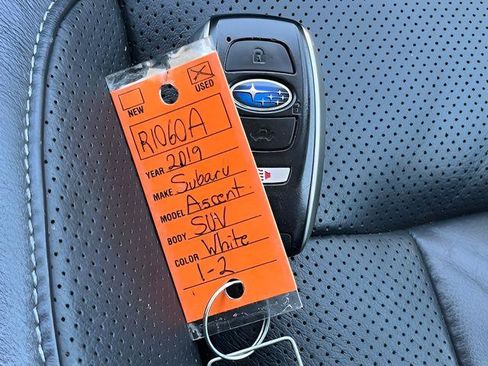 NEW
USED
R1060A
YEAR 2019
MAKE Subaru
MODEL Ascent
BODY SUV
COLOR White
1-2